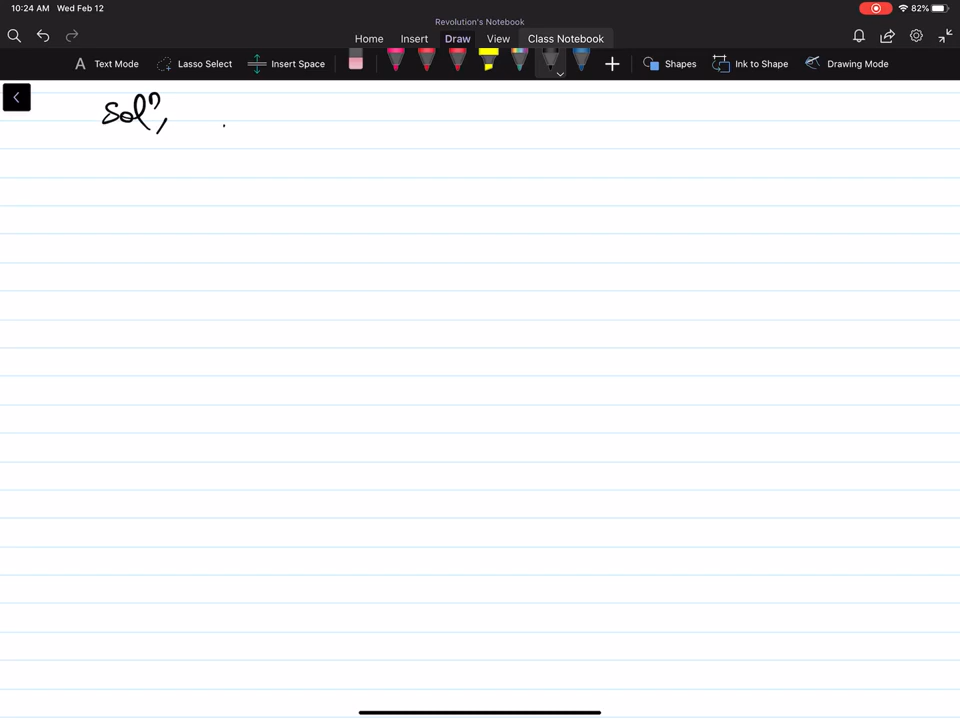 10:24 AM Wed Feb 12 82%
Revolution's Notebook
Home Insert Draw View Class Notebook
A Text Mode Lasso Select Insert Space Shapes Ink to Shape Drawing Mode
Solⁿ,